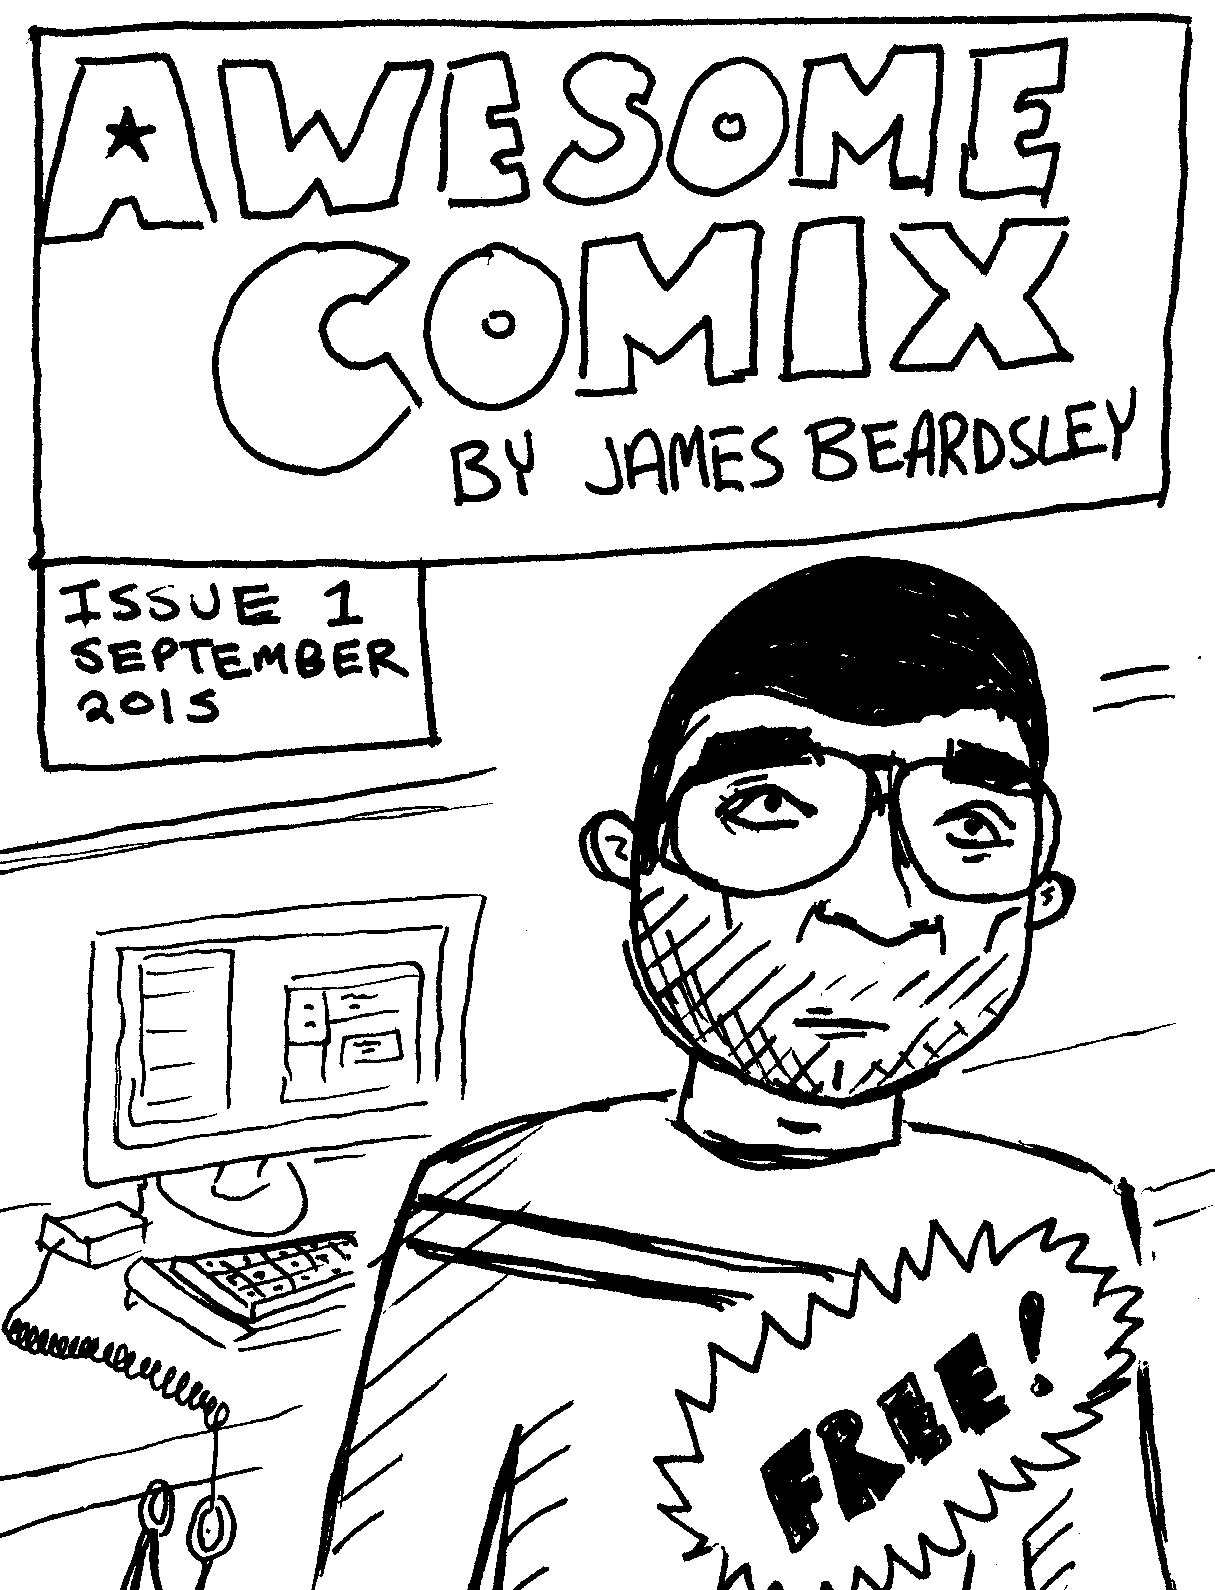 AWESOME
COMIX
BY JAMES BEARDSLEY
ISSUE 1
SEPTEMBER
2015
FREE!